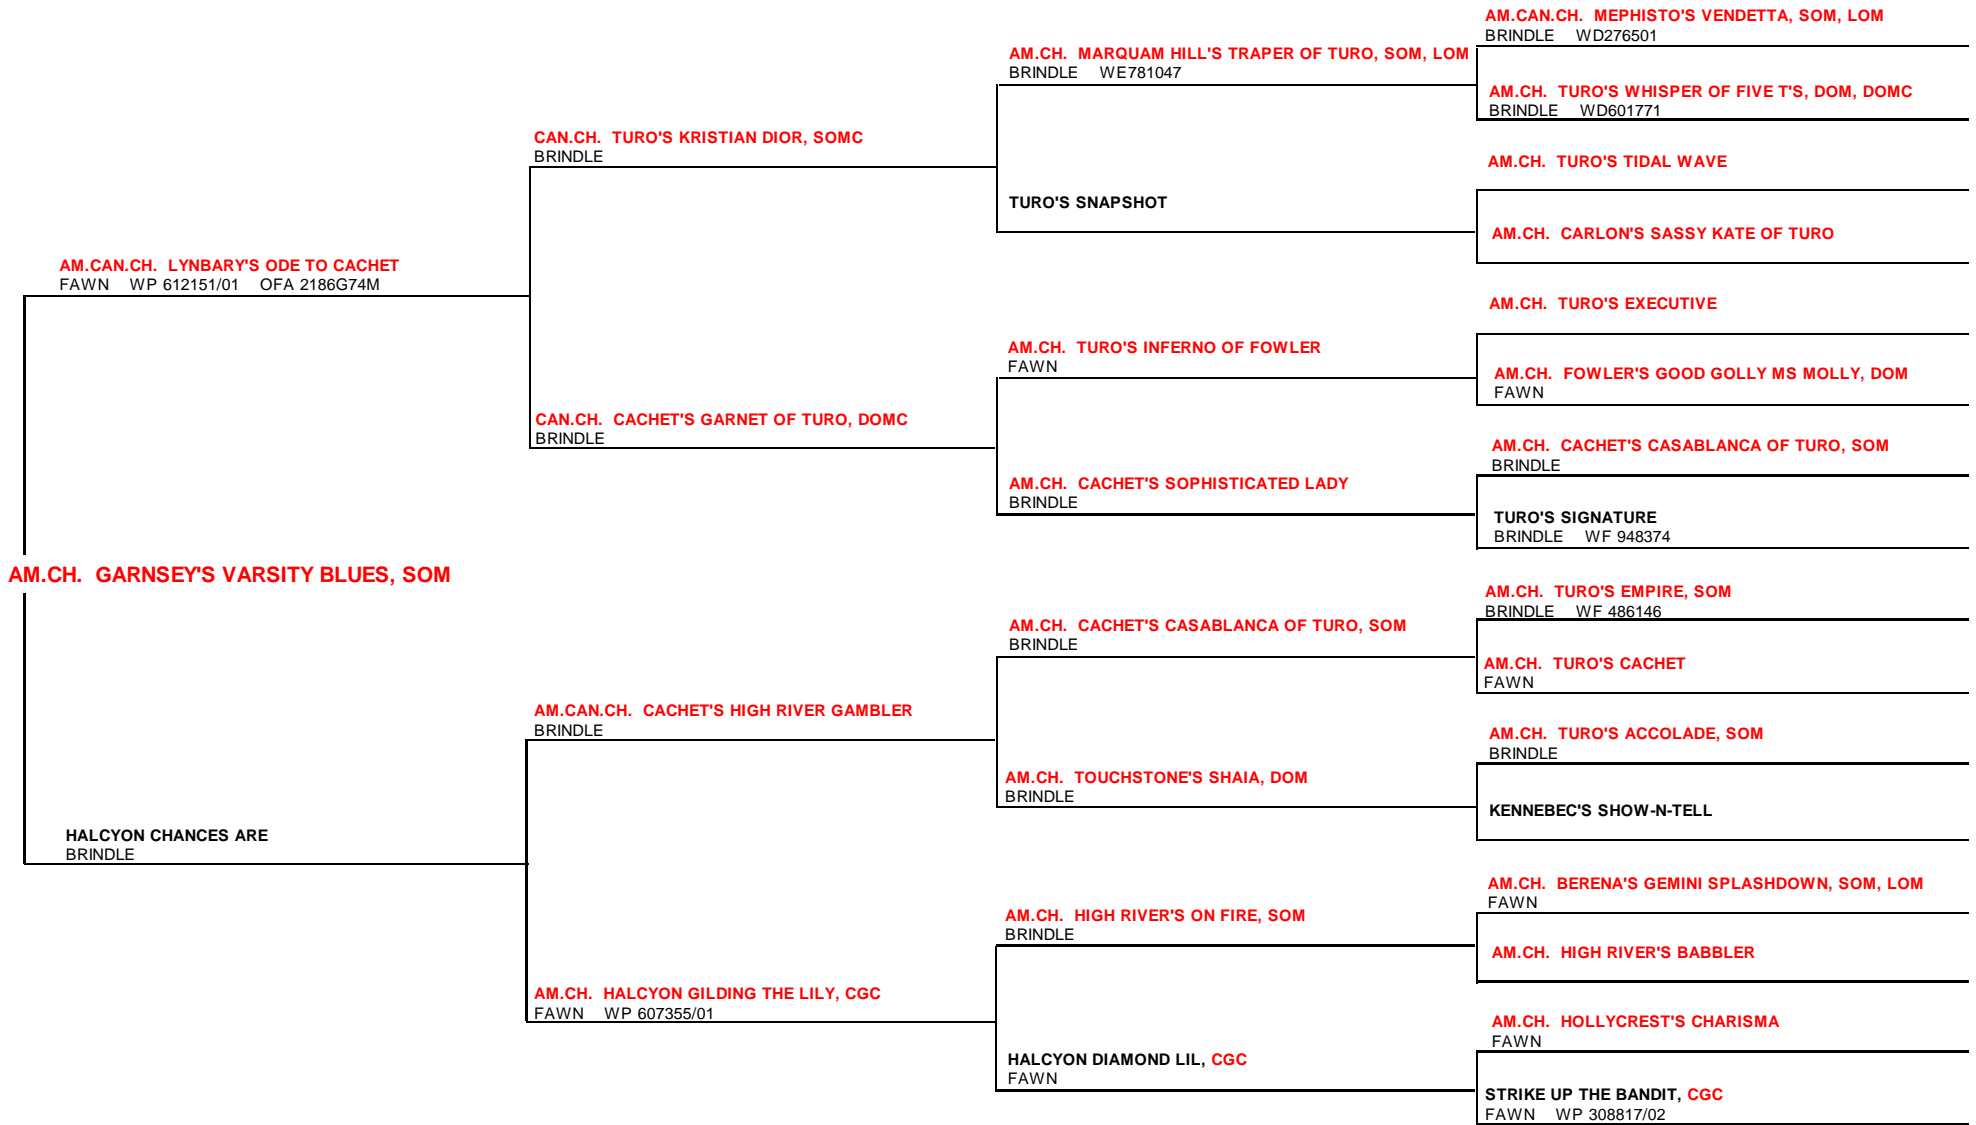 AM.CAN.CH. MEPHISTO'S VENDETTA, SOM, LOM
BRINDLE WD276501
AM.CH. MARQUAM HILL'S TRAPER OF TURO, SOM, LOM
BRINDLE WE781047
AM.CH. TURO'S WHISPER OF FIVE T'S, DOM, DOMC
BRINDLE WD601771
CAN.CH. TURO'S KRISTIAN DIOR, SOMC
BRINDLE
AM.CH. TURO'S TIDAL WAVE
TURO'S SNAPSHOT
AM.CH. CARLON'S SASSY KATE OF TURO
AM.CAN.CH. LYNBARY'S ODE TO CACHET
FAWN WP 612151/01 OFA 2186G74M
AM.CH. TURO'S EXECUTIVE
AM.CH. TURO'S INFERNO OF FOWLER
FAWN
AM.CH. FOWLER'S GOOD GOLLY MS MOLLY, DOM
FAWN
CAN.CH. CACHET'S GARNET OF TURO, DOMC
BRINDLE
AM.CH. CACHET'S CASABLANCA OF TURO, SOM
BRINDLE
AM.CH. CACHET'S SOPHISTICATED LADY
BRINDLE
TURO'S SIGNATURE
BRINDLE WF 948374
AM.CH. GARNSEY'S VARSITY BLUES, SOM
AM.CH. TURO'S EMPIRE, SOM
BRINDLE WF 486146
AM.CH. CACHET'S CASABLANCA OF TURO, SOM
BRINDLE
AM.CH. TURO'S CACHET
FAWN
AM.CAN.CH. CACHET'S HIGH RIVER GAMBLER
BRINDLE
AM.CH. TURO'S ACCOLADE, SOM
BRINDLE
AM.CH. TOUCHSTONE'S SHAIA, DOM
BRINDLE
KENNEBEC'S SHOW-N-TELL
HALCYON CHANCES ARE
BRINDLE
AM.CH. BERENA'S GEMINI SPLASHDOWN, SOM, LOM
FAWN
AM.CH. HIGH RIVER'S ON FIRE, SOM
BRINDLE
AM.CH. HIGH RIVER'S BABBLER
AM.CH. HALCYON GILDING THE LILY, CGC
FAWN WP 607355/01
AM.CH. HOLLYCREST'S CHARISMA
FAWN
HALCYON DIAMOND LIL, CGC
FAWN
STRIKE UP THE BANDIT, CGC
FAWN WP 308817/02